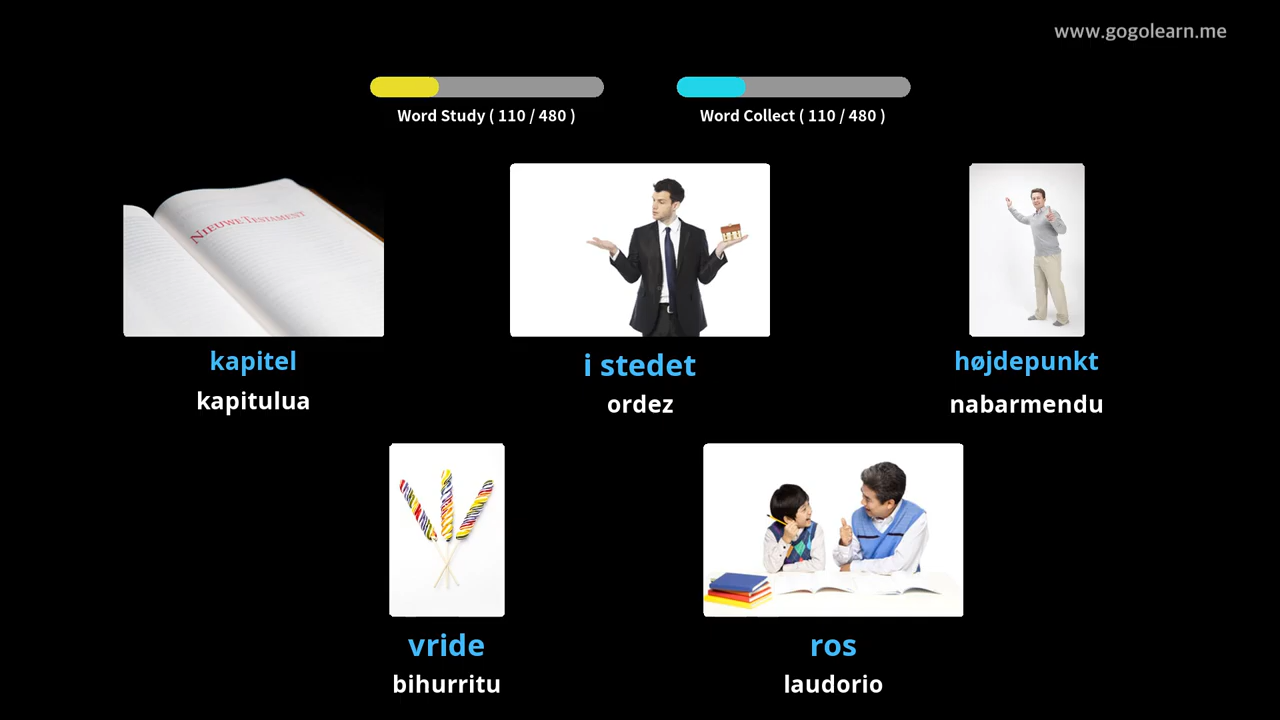 www.gogolearn.me
Word Study ( 110 / 480 )
Word Collect ( 110 / 480 )
NIEUWE TESTAMENT
kapitel
kapitulua
i stedet
ordez
højdepunkt
nabarmendu
vride
bihurritu
ros
laudorio